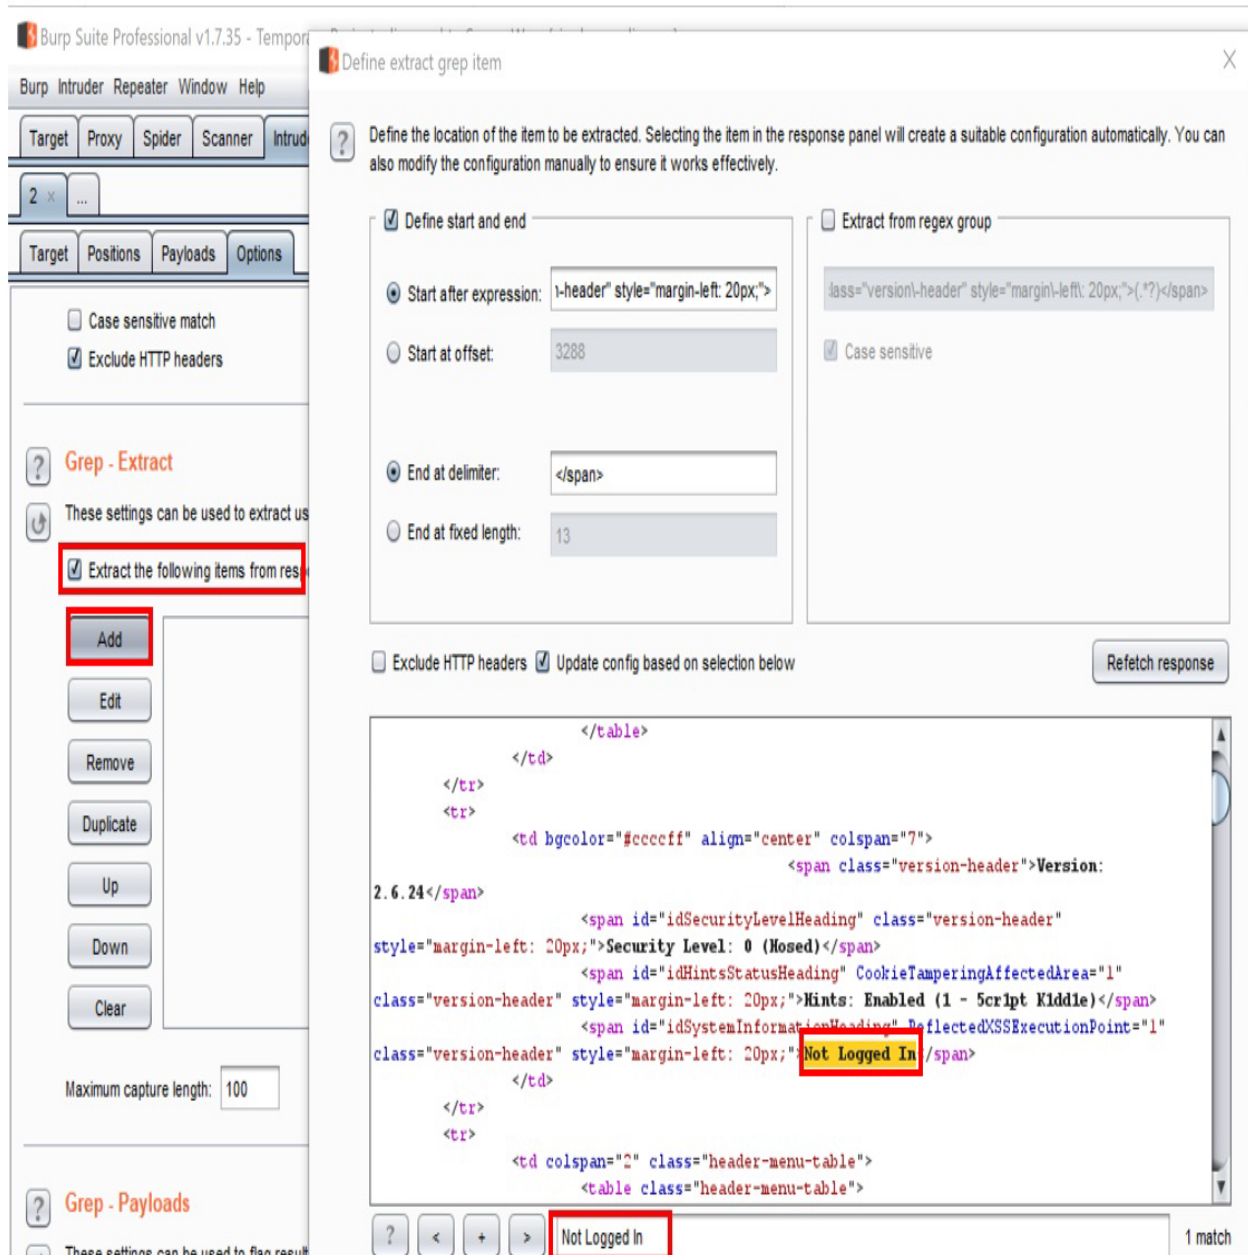 Burp Suite Professional v1.7.35 - Tempora
Burp Intruder Repeater Window Help
Target Proxy Spider Scanner Intrud
2 × ...
Target Positions Payloads Options
Case sensitive match
Exclude HTTP headers
? Grep - Extract
These settings can be used to extract us
Extract the following items from resp
Add
Edit
Remove
Duplicate
Up
Down
Clear
Maximum capture length: 100
? Grep - Payloads
These settings can be used to flag result
Define extract grep item X
? Define the location of the item to be extracted. Selecting the item in the response panel will create a suitable configuration automatically. You can
also modify the configuration manually to ensure it works effectively.
Define start and end
Start after expression: -header" style="margin-left: 20px;">
Start at offset: 3288
End at delimiter: </span>
End at fixed length: 13
Extract from regex group
lass="version\-header" style="margin\-left\: 20px;">(.*?)</span>
Case sensitive
Exclude HTTP headers Update config based on selection below Refetch response
</table>
</td>
</tr>
<tr>
<td bgcolor="#ccccff" align="center" colspan="7">
<span class="version-header">Version:
2.6.24</span>
<span id="idSecurityLevelHeading" class="version-header"
style="margin-left: 20px;">Security Level: 0 (Hosed)</span>
<span id="idHintsStatusHeading" CookieTamperingAffectedArea="1"
class="version-header" style="margin-left: 20px;">Hints: Enabled (1 - 5cr1pt K1dd1e)</span>
<span id="idSystemInformationHeading" ReflectedXSSExecutionPoint="1"
class="version-header" style="margin-left: 20px;">Not Logged In</span>
</td>
</tr>
<tr>
<td colspan="2" class="header-menu-table">
<table class="header-menu-table">
? < + > Not Logged In 1 match